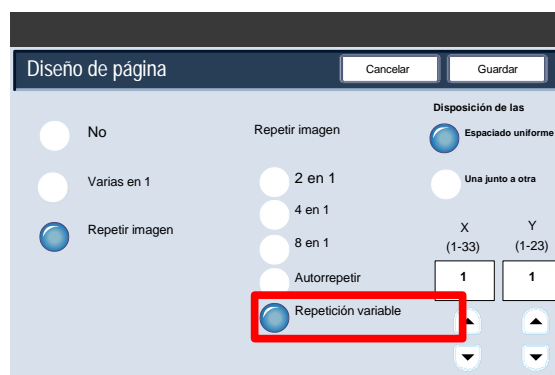 Diseño de página
Cancelar
Guardar
No
Varias en 1
Repetir imagen
Repetir imagen
2 en 1
4 en 1
8 en 1
Autorrepetir
Repetición variable
Disposición de las
Espaciado uniforme
Una junto a otra
X Y
(1-33) (1-23)
1 1